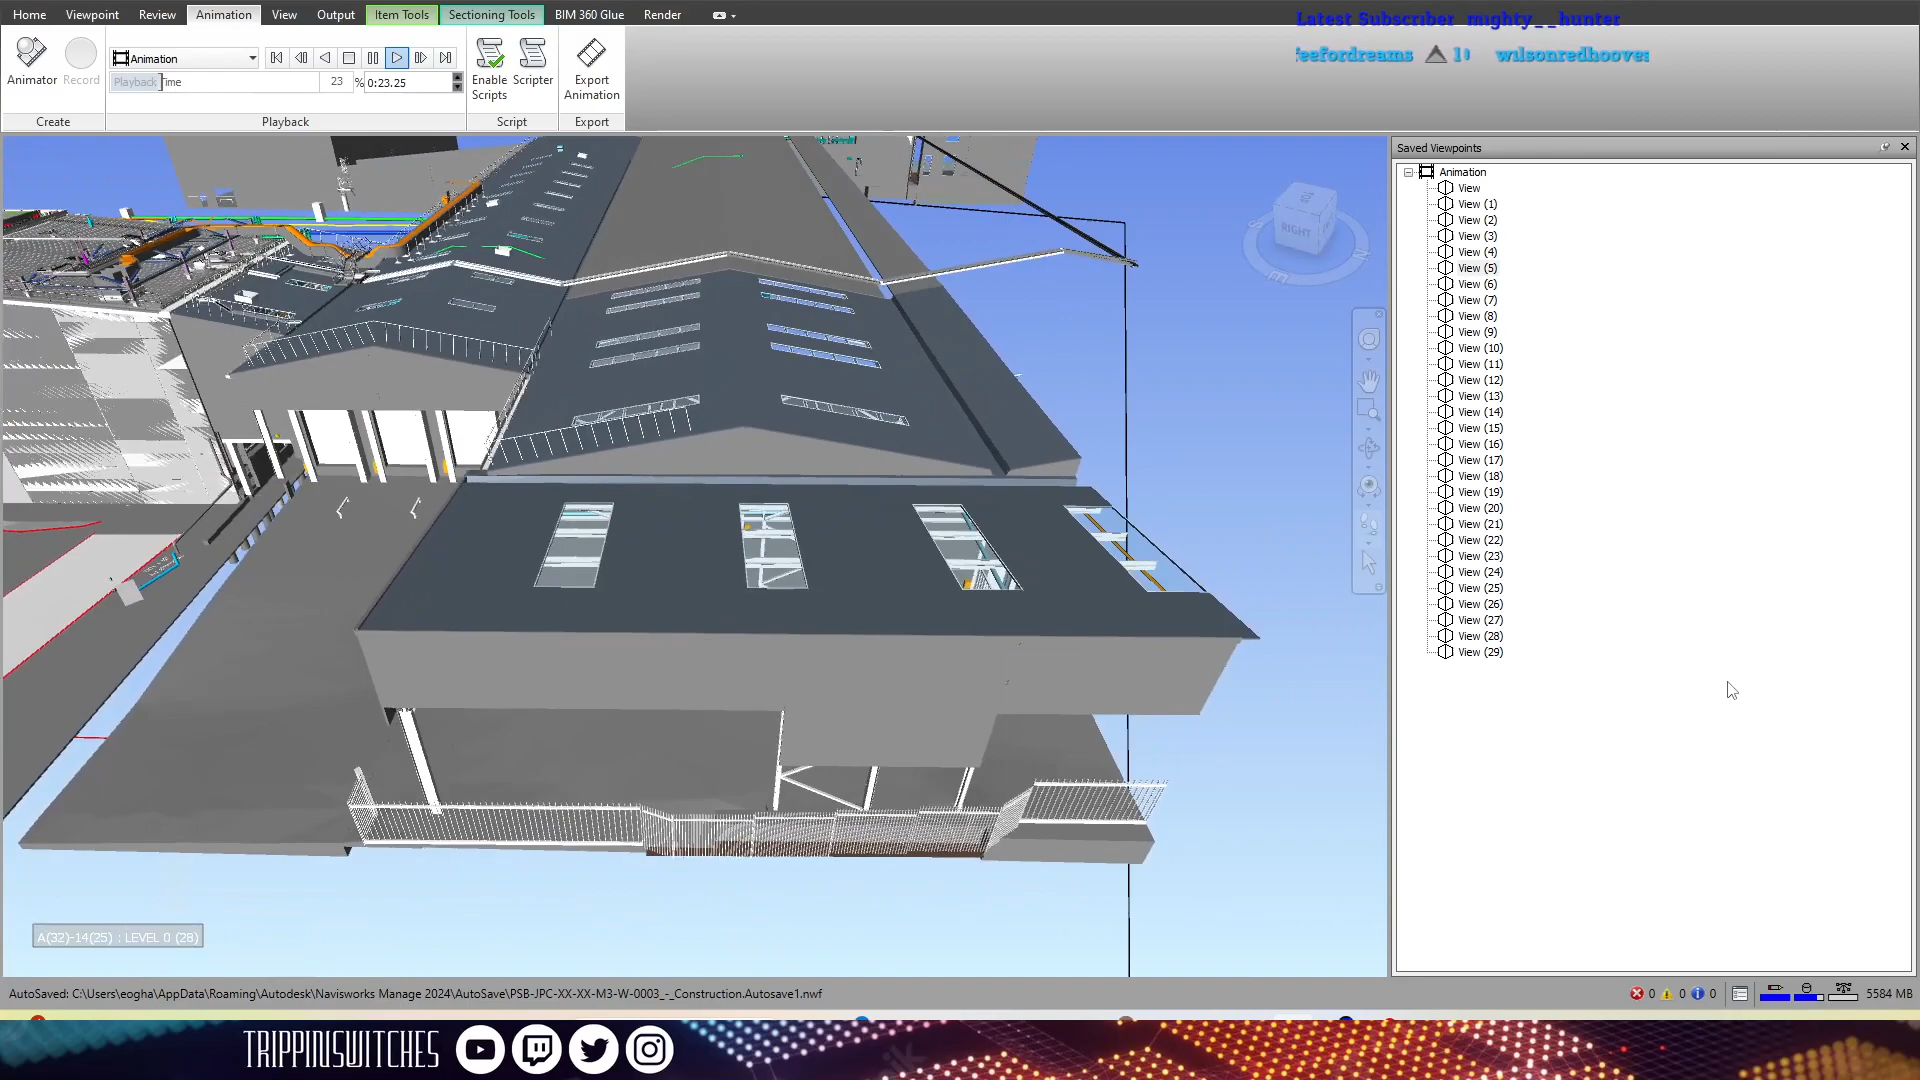 Home Viewpoint Review Animation View Output Item Tools Sectioning Tools BIM 360 Glue Render
Latest Subscriber mighty__hunter
wilsonredhooves
Animator Record
Animation
Playback Time 23 % 0:23.25
Enable Scripts
Scripter
Export Animation
Create Playback Script Export
Saved Viewpoints
Animation
View
View (1)
View (2)
View (3)
View (4)
View (5)
View (6)
View (7)
View (8)
View (9)
View (10)
View (11)
View (12)
View (13)
View (14)
View (15)
View (16)
View (17)
View (18)
View (19)
View (20)
View (21)
View (22)
View (23)
View (24)
View (25)
View (26)
View (27)
View (28)
View (29)
RIGHT
A(32)-14(25) : LEVEL 0 (28)
AutoSaved: C:\Users\eogha\AppData\Roaming\Autodesk\Navisworks Manage 2024\AutoSave\PSB-JPC-XX-XX-M3-W-0003_-_Construction.Autosave1.nwf
0 0 0 5584 MB
TRIPPINSWITCHES